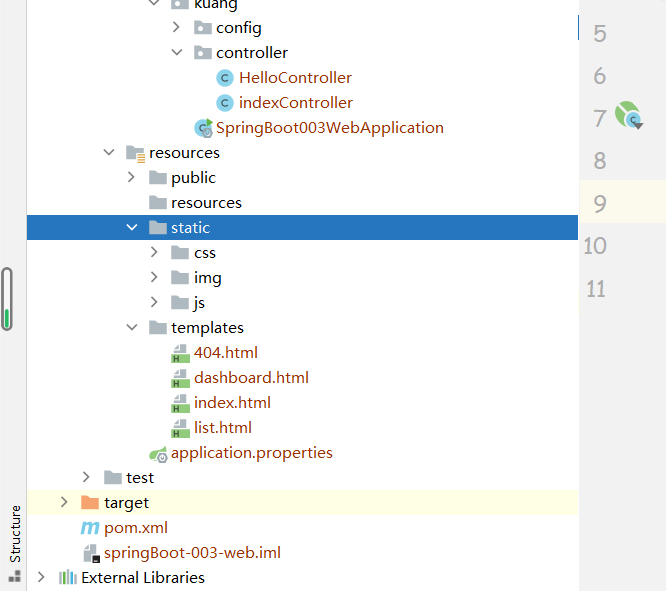 kuang
config
controller
HelloController
indexController
SpringBoot003WebApplication
resources
public
resources
static
css
img
js
templates
404.html
dashboard.html
index.html
list.html
application.properties
test
target
pom.xml
springBoot-003-web.iml
External Libraries
Structure
5
6
7
8
9
10
11